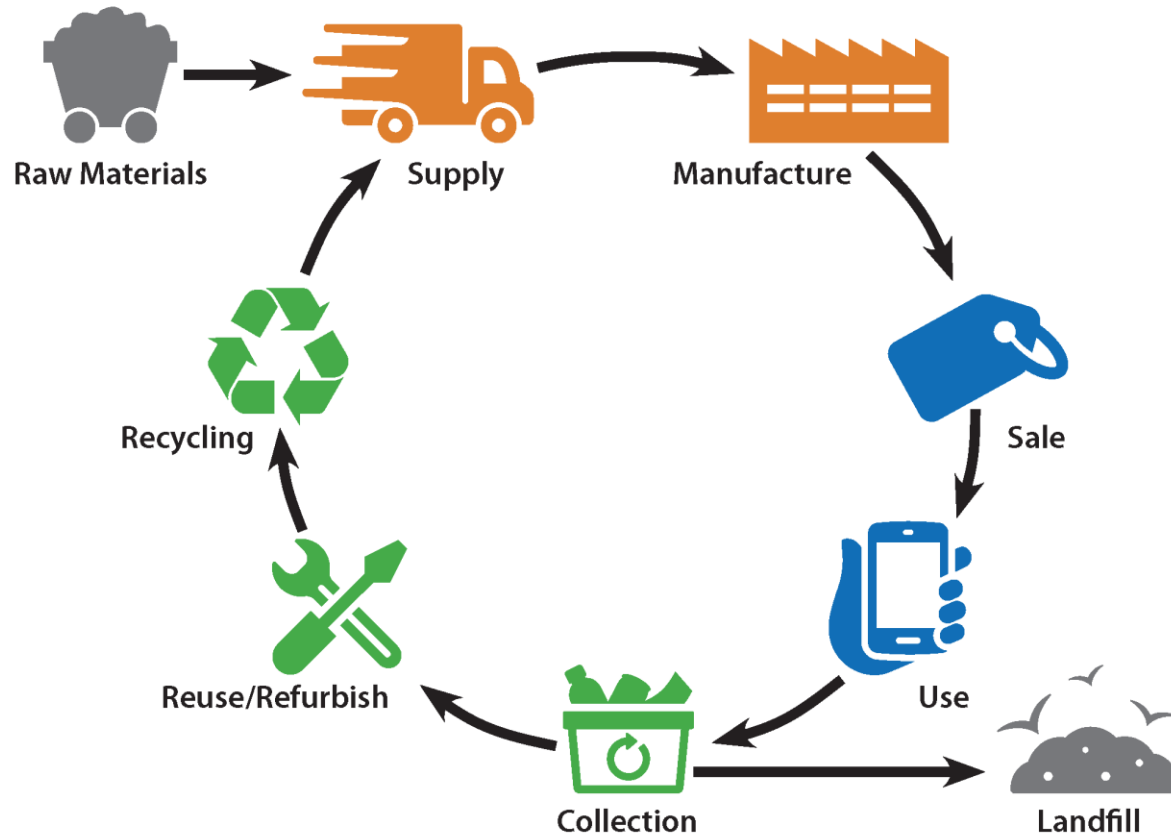 Raw Materials
Supply
Manufacture
Recycling
Sale
Reuse/Refurbish
Use
Collection
Landfill